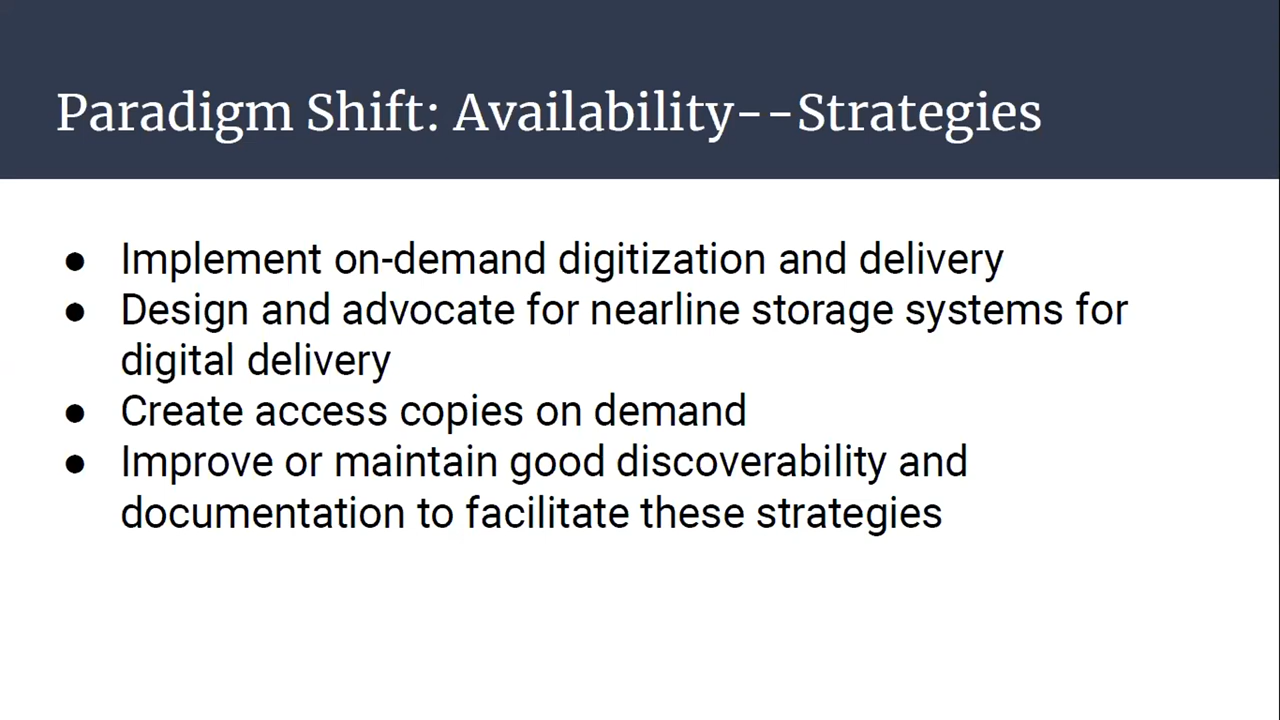 Paradigm Shift: Availability--Strategies
● Implement on-demand digitization and delivery
● Design and advocate for nearline storage systems for
digital delivery
● Create access copies on demand
● Improve or maintain good discoverability and
documentation to facilitate these strategies